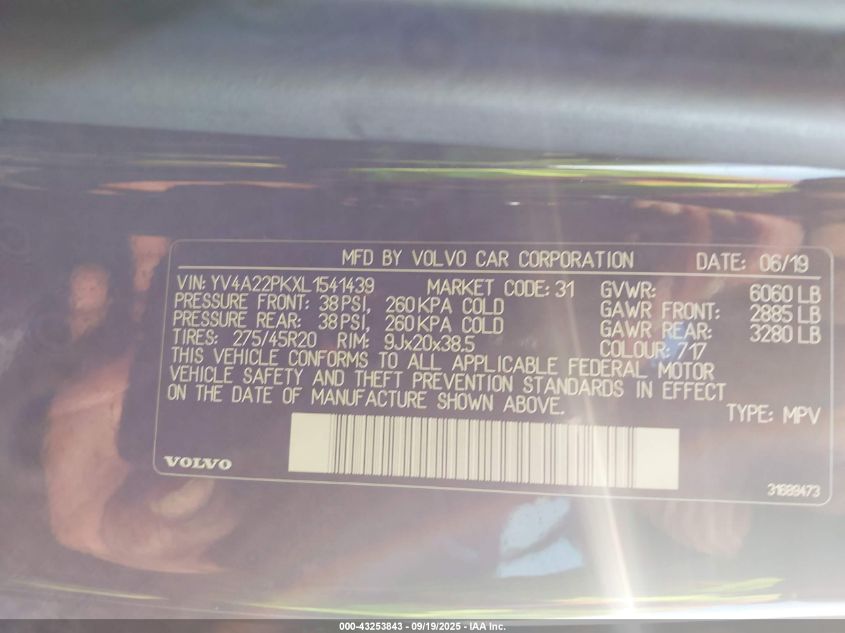 MFD BY VOLVO CAR CORPORATION DATE: 06/19
VIN: YV4A22PKXL1541439 MARKET CODE: 31 GVWR: 6060 LB
PRESSURE FRONT: 38 PSI, 260 KPA COLD GAWR FRONT: 2885 LB
PRESSURE REAR: 38 PSI, 260 KPA COLD GAWR REAR: 3280 LB
TIRES: 275/45R20 RIM: 9Jx20x38.5 COLOUR: 717
THIS VEHICLE CONFORMS TO ALL APPLICABLE FEDERAL MOTOR
VEHICLE SAFETY AND THEFT PREVENTION STANDARDS IN EFFECT
ON THE DATE OF MANUFACTURE SHOWN ABOVE.
TYPE: MPV
VOLVO
31689473
000-43253843 - 09/19/2025 - IAA Inc.